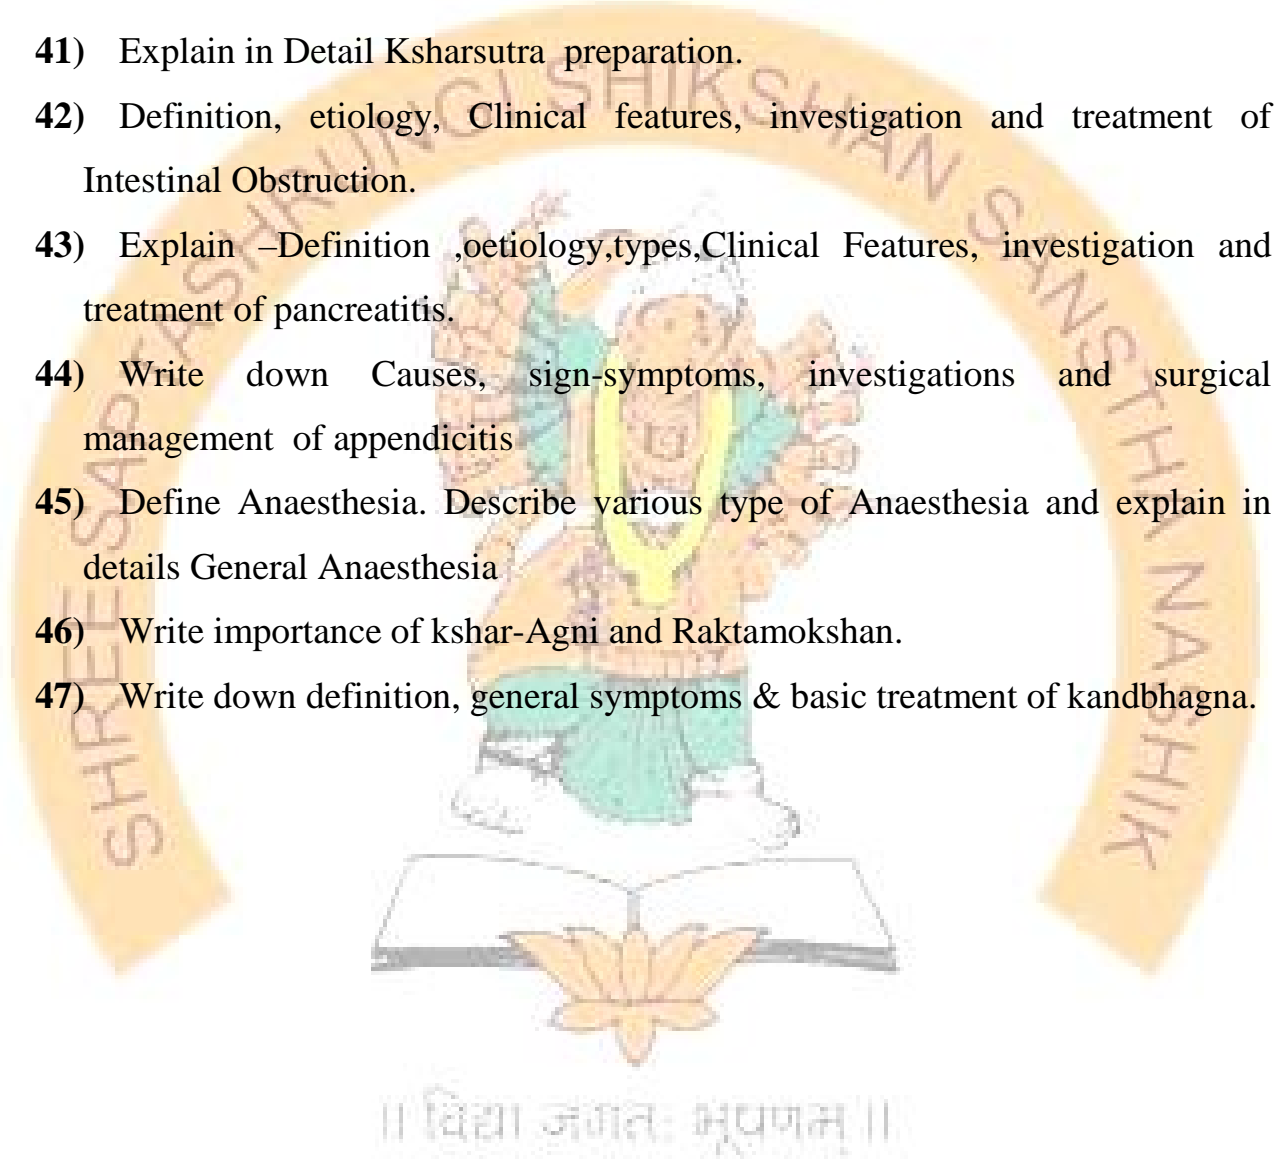 SHREE SAPTASHRUNGI SHIKSHAN SANSTHA NASHIK
41) Explain in Detail Ksharsutra preparation.
42) Definition, etiology, Clinical features, investigation and treatment of
Intestinal Obstruction.
43) Explain –Definition ,oetiology,types,Clinical Features, investigation and
treatment of pancreatitis.
44) Write down Causes, sign-symptoms, investigations and surgical
management of appendicitis
45) Define Anaesthesia. Describe various type of Anaesthesia and explain in
details General Anaesthesia
46) Write importance of kshar-Agni and Raktamokshan.
47) Write down definition, general symptoms & basic treatment of kandbhagna.
|| विद्या जगतः भूषणम् ||